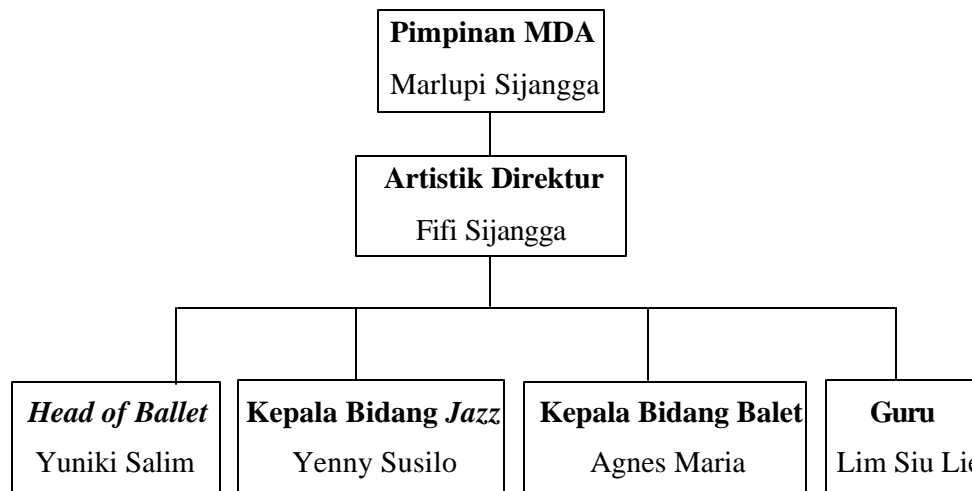 Pimpinan MDA
Marlupi Sijangga
Artistik Direktur
Fifi Sijangga
Head of Ballet
Yuniki Salim
Kepala Bidang Jazz
Yenny Susilo
Kepala Bidang Balet
Agnes Maria
Guru
Lim Siu Lie